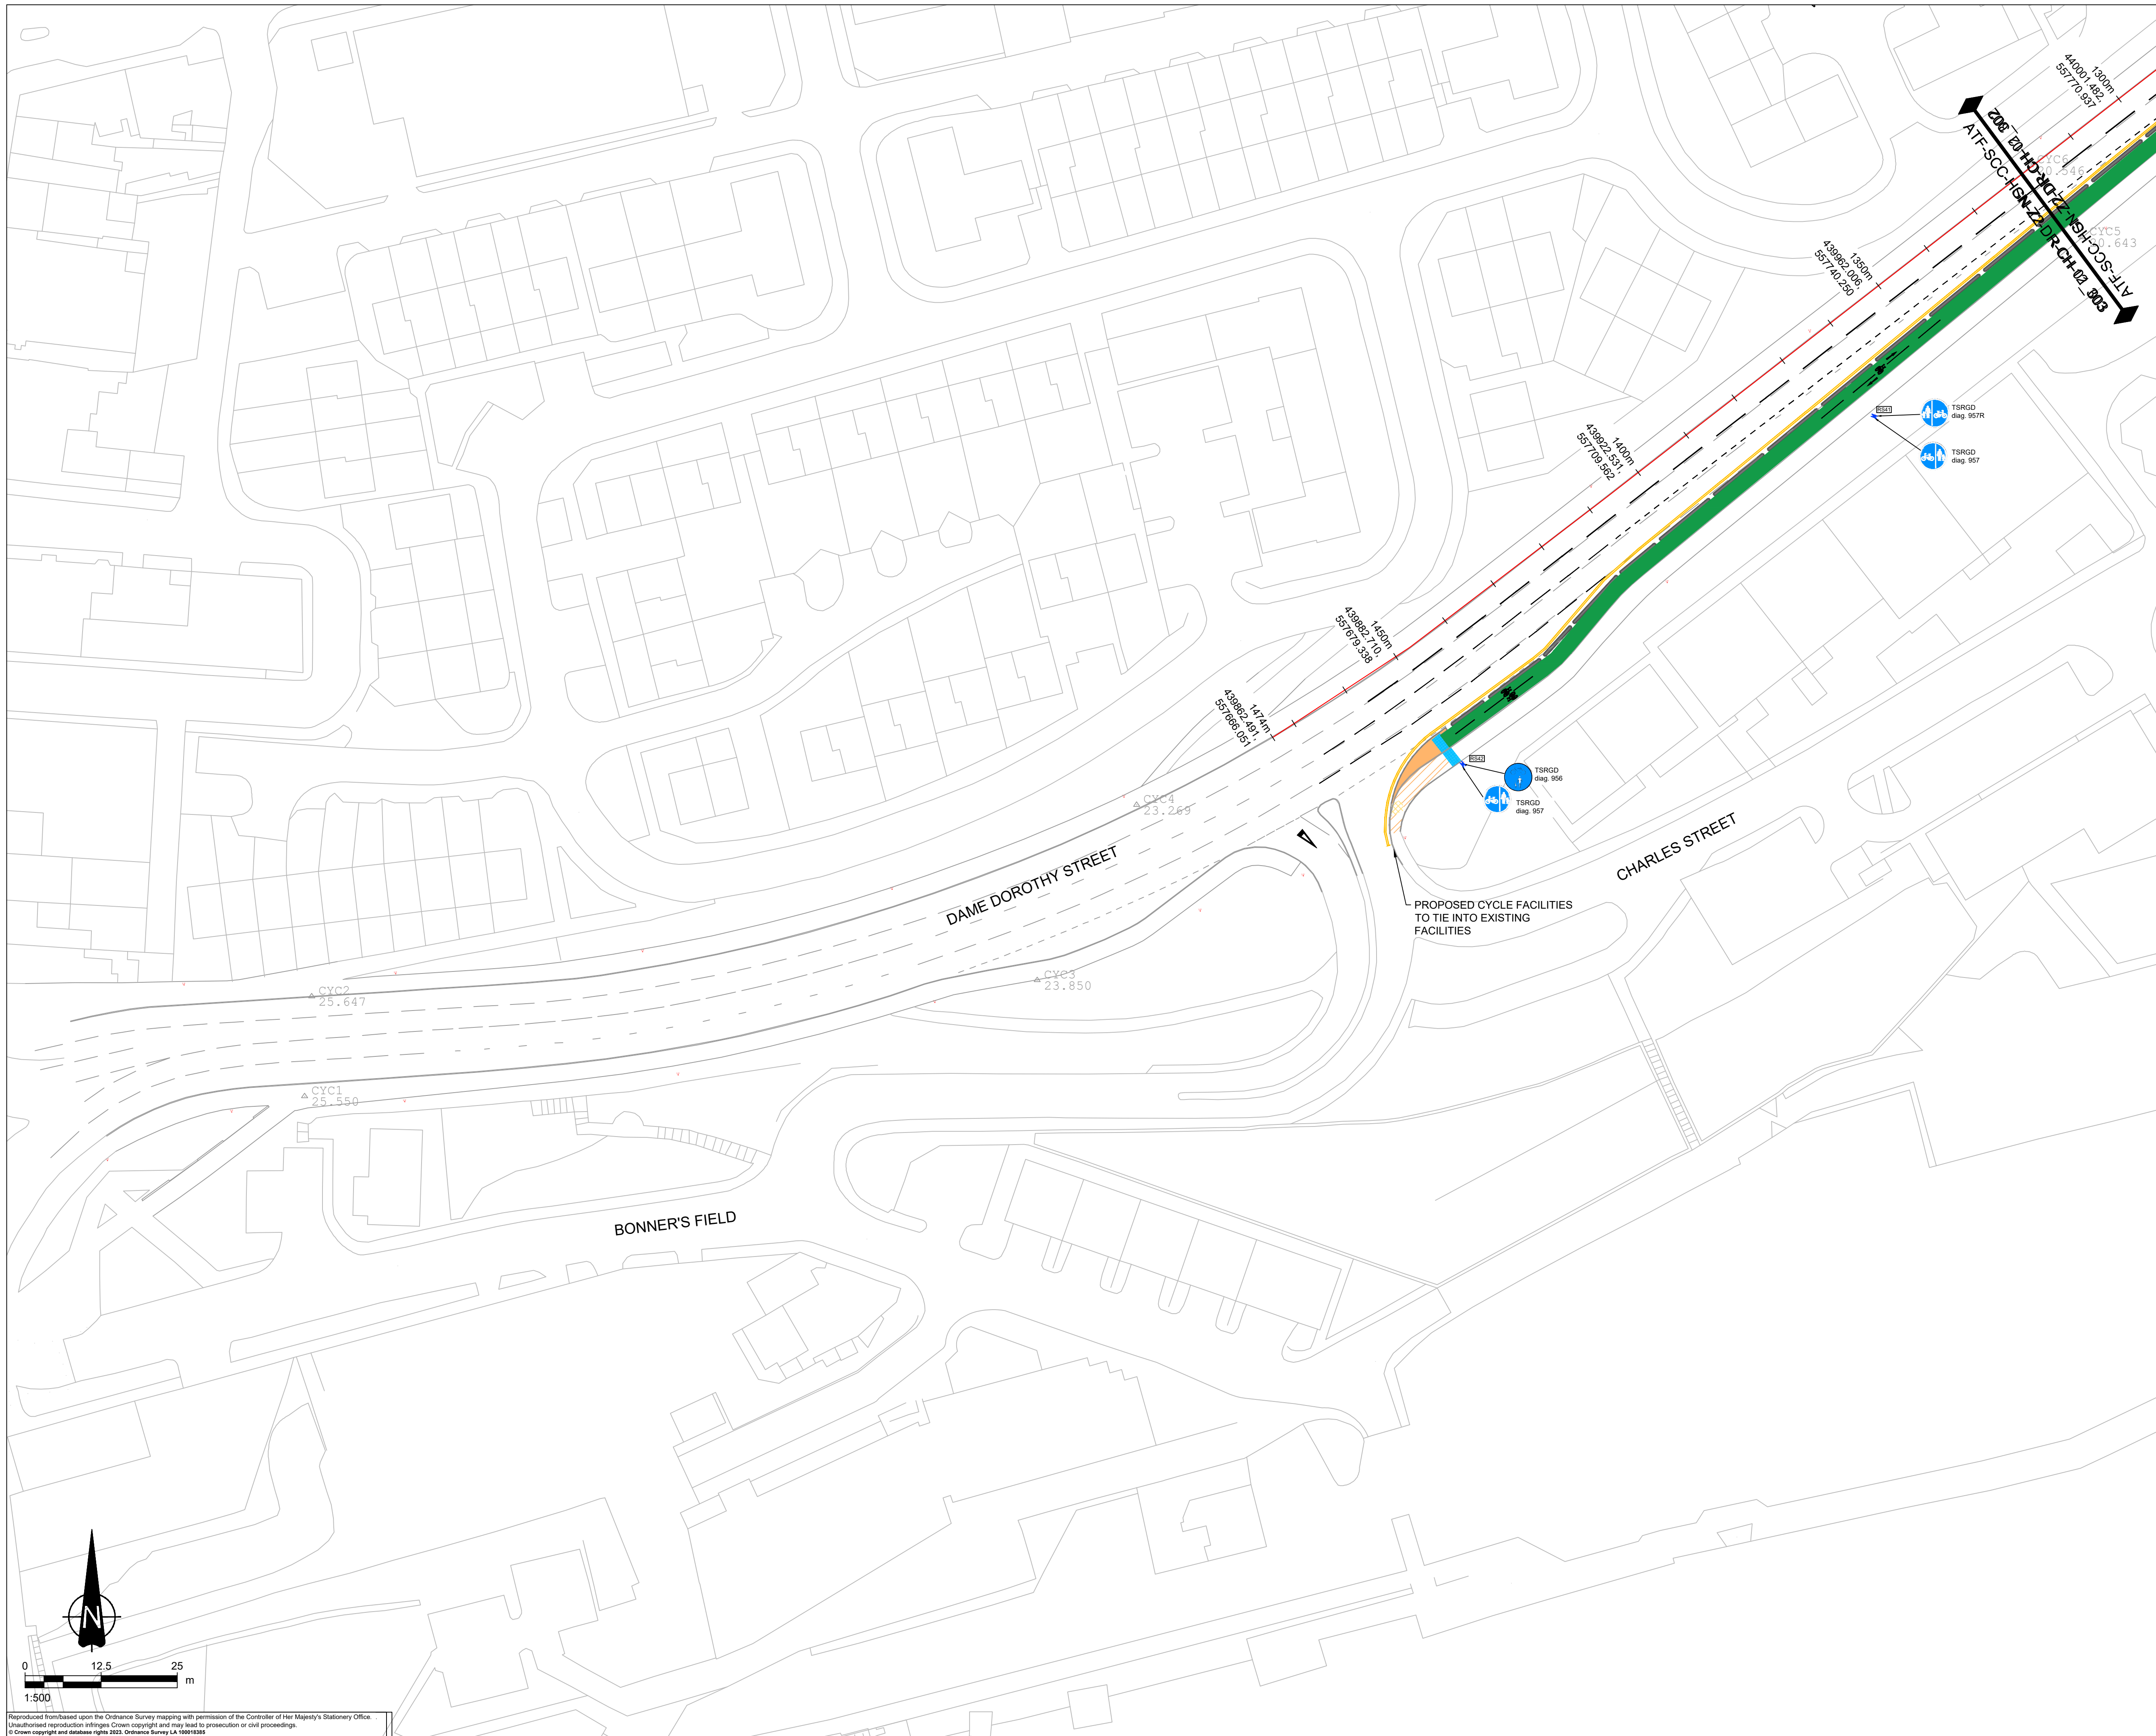 1300m
440001.482,
557770.937
ATF-SCC-HSN-ZZ-DR-CH-02_302
ATF-SCC-HSN-ZZ-DR-CH-02_303
CYC6
CYC5
1350m
439962.006,
557740.250
RS41
TSRGD
diag. 957R
TSRGD
diag. 957
1400m
439922.531,
557709.562
1450m
439882.710,
557679.338
1474m
439862.491,
557666.051
RS42
TSRGD
diag. 956
TSRGD
diag. 957
CYC4
23.269
DAME DOROTHY STREET
CHARLES STREET
PROPOSED CYCLE FACILITIES
TO TIE INTO EXISTING
FACILITIES
CYC3
23.850
CYC2
25.647
CYC1
25.550
BONNER'S FIELD
N
0 12.5 25
m
1:500
Reproduced from/based upon the Ordnance Survey mapping with permission of the Controller of Her Majesty's Stationery Office.
Unauthorised reproduction infringes Crown copyright and may lead to prosecution or civil proceedings.
© Crown copyright and database rights 2023. Ordnance Survey LA 100018385